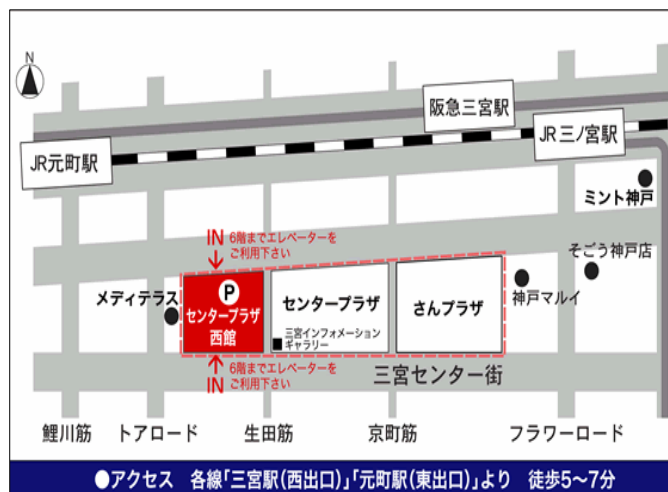 N
阪急三宮駅
JR三ノ宮駅
JR元町駅
ミント神戸
IN 6階までエレベーターを
ご利用下さい
そごう神戸店
メディテラス
P
センタープラザ
西館
センタープラザ
さんプラザ
神戸マルイ
三宮インフォメーション
ギャラリー
IN 6階までエレベーターを
ご利用下さい
三宮センター街
鯉川筋
トアロード
生田筋
京町筋
フラワーロード
●アクセス 各線「三宮駅(西出口)」「元町駅(東出口)」より 徒歩5〜7分